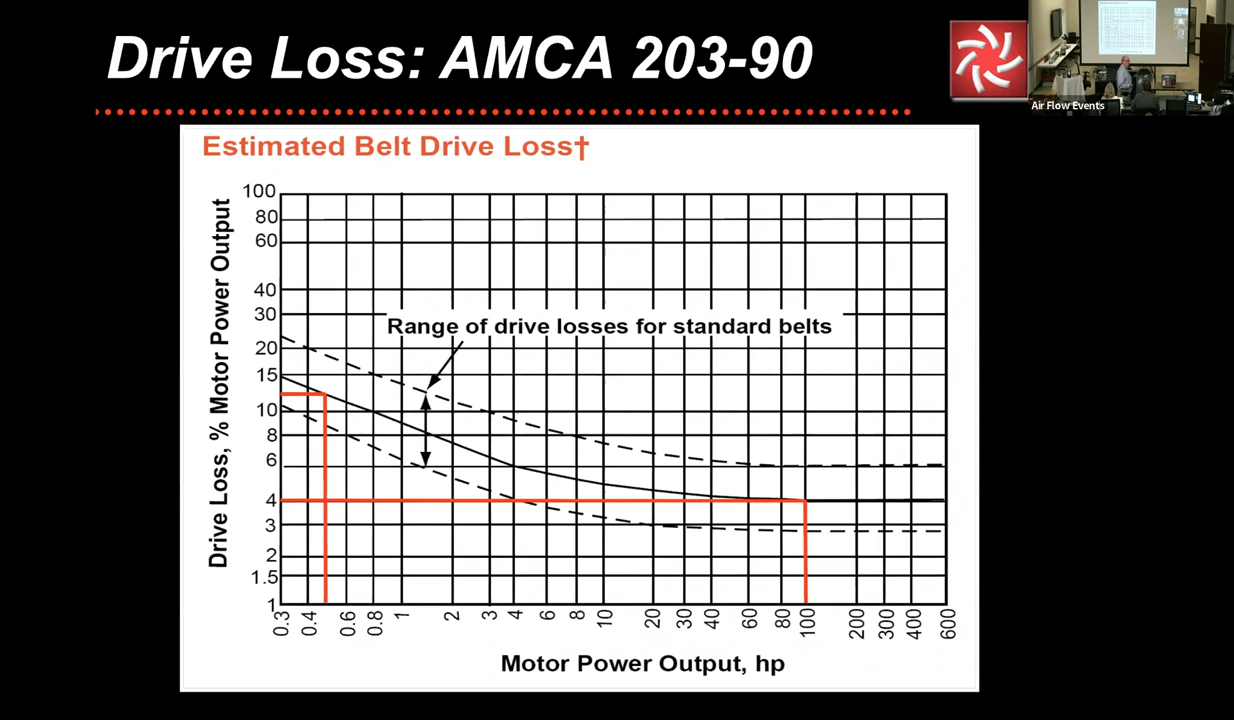 Drive Loss: AMCA 203-90
Air Flow Events
Estimated Belt Drive Loss†
Drive Loss, % Motor Power Output
100
80
60
40
30
20
15
10
8
6
4
3
2
1.5
1
Range of drive losses for standard belts
0.3 0.4 0.6 0.8 1 2 3 4 6 8 10 20 30 40 60 80 100 200 300 400 600
Motor Power Output, hp